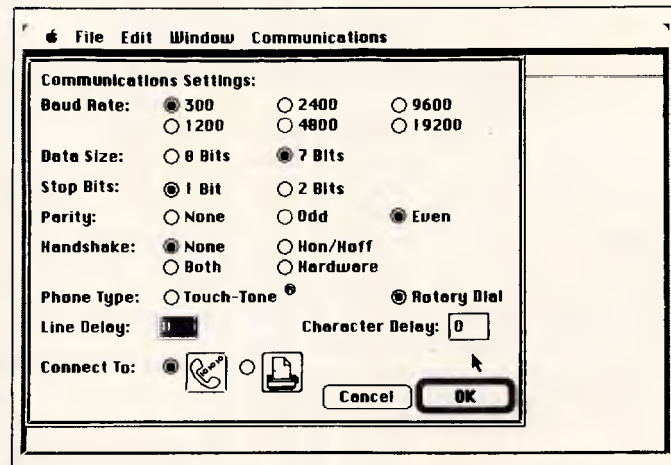 File Edit Window Communications
Communications Settings:
Baud Rate: 300 2400 9600
1200 4800 19200
Data Size: 8 Bits 7 Bits
Stop Bits: 1 Bit 2 Bits
Parity: None Odd Even
Handshake: None Xon/Xoff
Both Hardware
Phone Type: Touch-Tone ® Rotary Dial
Line Delay: 0 Character Delay: 0
Connect To:
Cancel OK